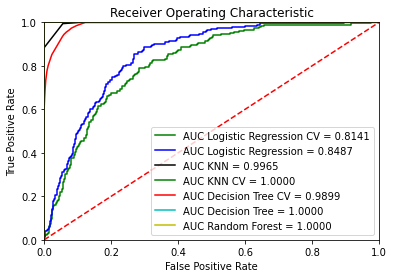 Receiver Operating Characteristic
True Positive Rate
1.0
0.8
0.6
0.4
0.2
0.0
AUC Logistic Regression CV = 0.8141
AUC Logistic Regression = 0.8487
AUC KNN = 0.9965
AUC KNN CV = 1.0000
AUC Decision Tree CV = 0.9899
AUC Decision Tree = 1.0000
AUC Random Forest = 1.0000
0.0 0.2 0.4 0.6 0.8 1.0
False Positive Rate